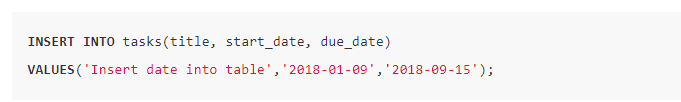 INSERT INTO tasks(title, start_date, due_date)
VALUES('Insert date into table','2018-01-09','2018-09-15');